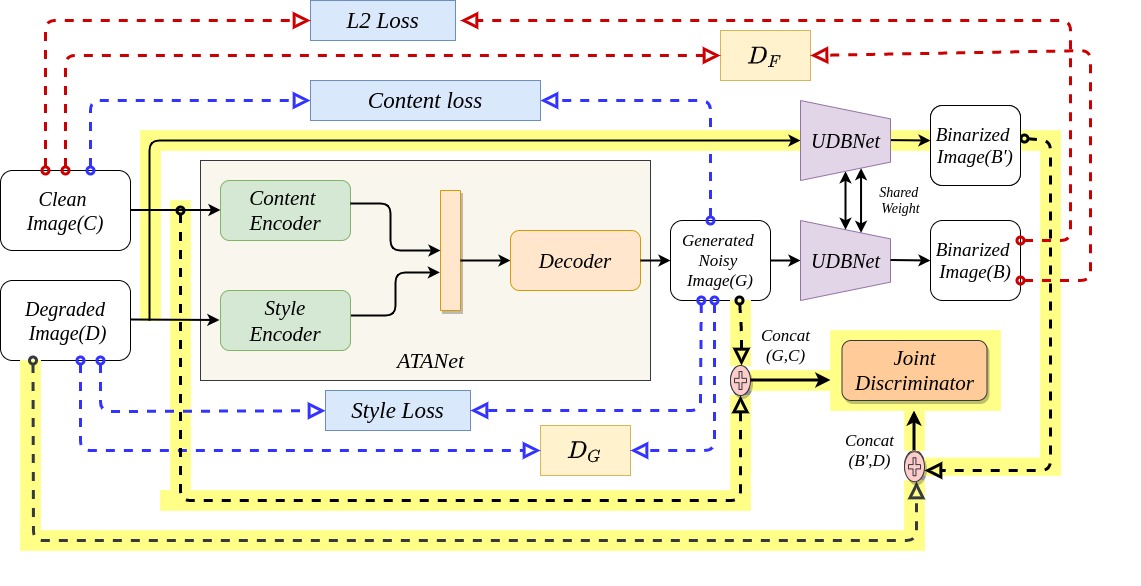 L2 Loss
D_F
Content loss
UDBNet
Binarized
Image(B')
Clean
Image(C)
Content
Encoder
Shared
Weight
Generated
Noisy
Image(G)
Decoder
UDBNet
Binarized
Image(B)
Degraded
Image(D)
Style
Encoder
ATANet
Concat
(G,C)
Joint
Discriminator
Style Loss
D_G
Concat
(B',D)